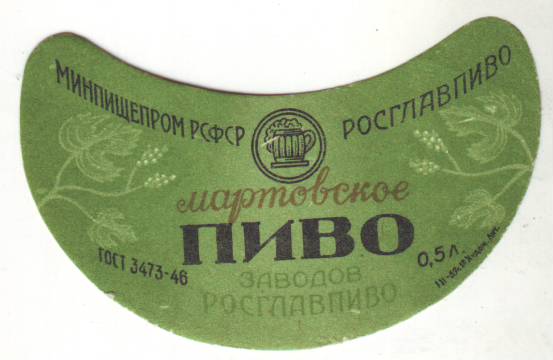 МИНПИЩЕПРОМ РСФСР
РОСГЛАВПИВО
мартовское
ПИВО
ГОСТ 3473-46
0,5 л.
ЗАВОДОВ
РОСГЛАВПИВО